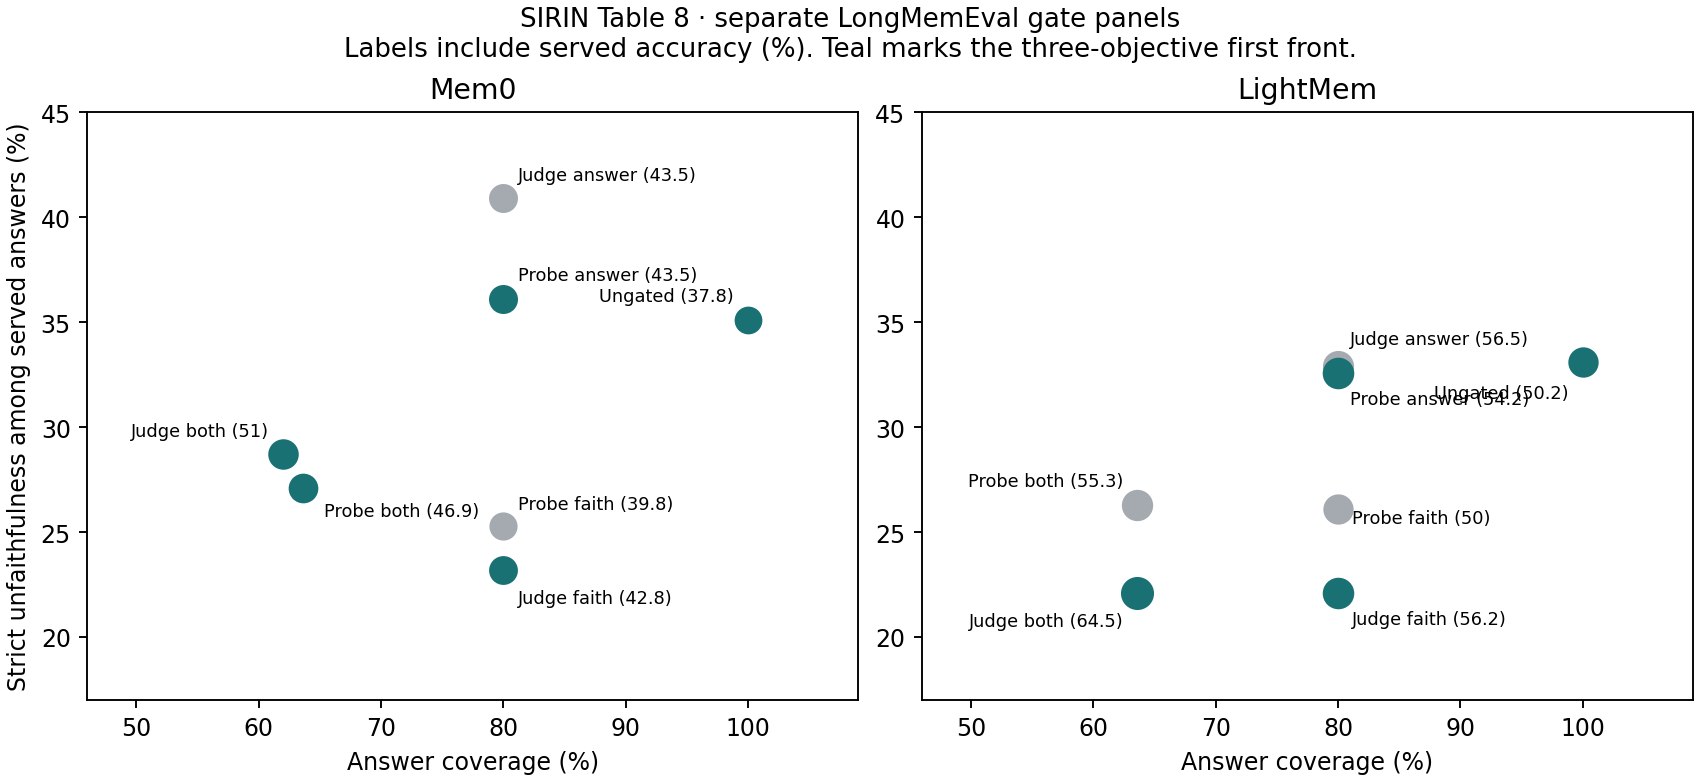 SIRIN Table 8 · separate LongMemEval gate panels
Labels include served accuracy (%). Teal marks the three-objective first front.
Mem0
Strict unfaithfulness among served answers (%)
45
40
35
30
25
20
Judge answer (43.5)
Probe answer (43.5)
Ungated (37.8)
Judge both (51)
Probe both (46.9)
Probe faith (39.8)
Judge faith (42.8)
50 60 70 80 90 100
Answer coverage (%)
LightMem
45
40
35
30
25
20
Judge answer (56.5)
Ungated (50.2)
Probe answer (54.2)
Probe both (55.3)
Probe faith (50)
Judge both (64.5)
Judge faith (56.2)
50 60 70 80 90 100
Answer coverage (%)